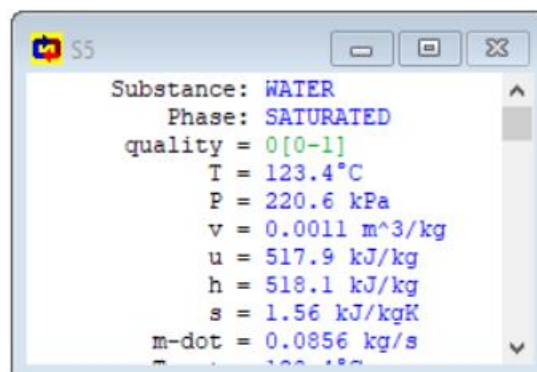 S5
Substance: WATER
Phase: SATURATED
quality = 0[0-1]
T = 123.4°C
P = 220.6 kPa
v = 0.0011 m^3/kg
u = 517.9 kJ/kg
h = 518.1 kJ/kg
s = 1.56 kJ/kgK
m-dot = 0.0856 kg/s